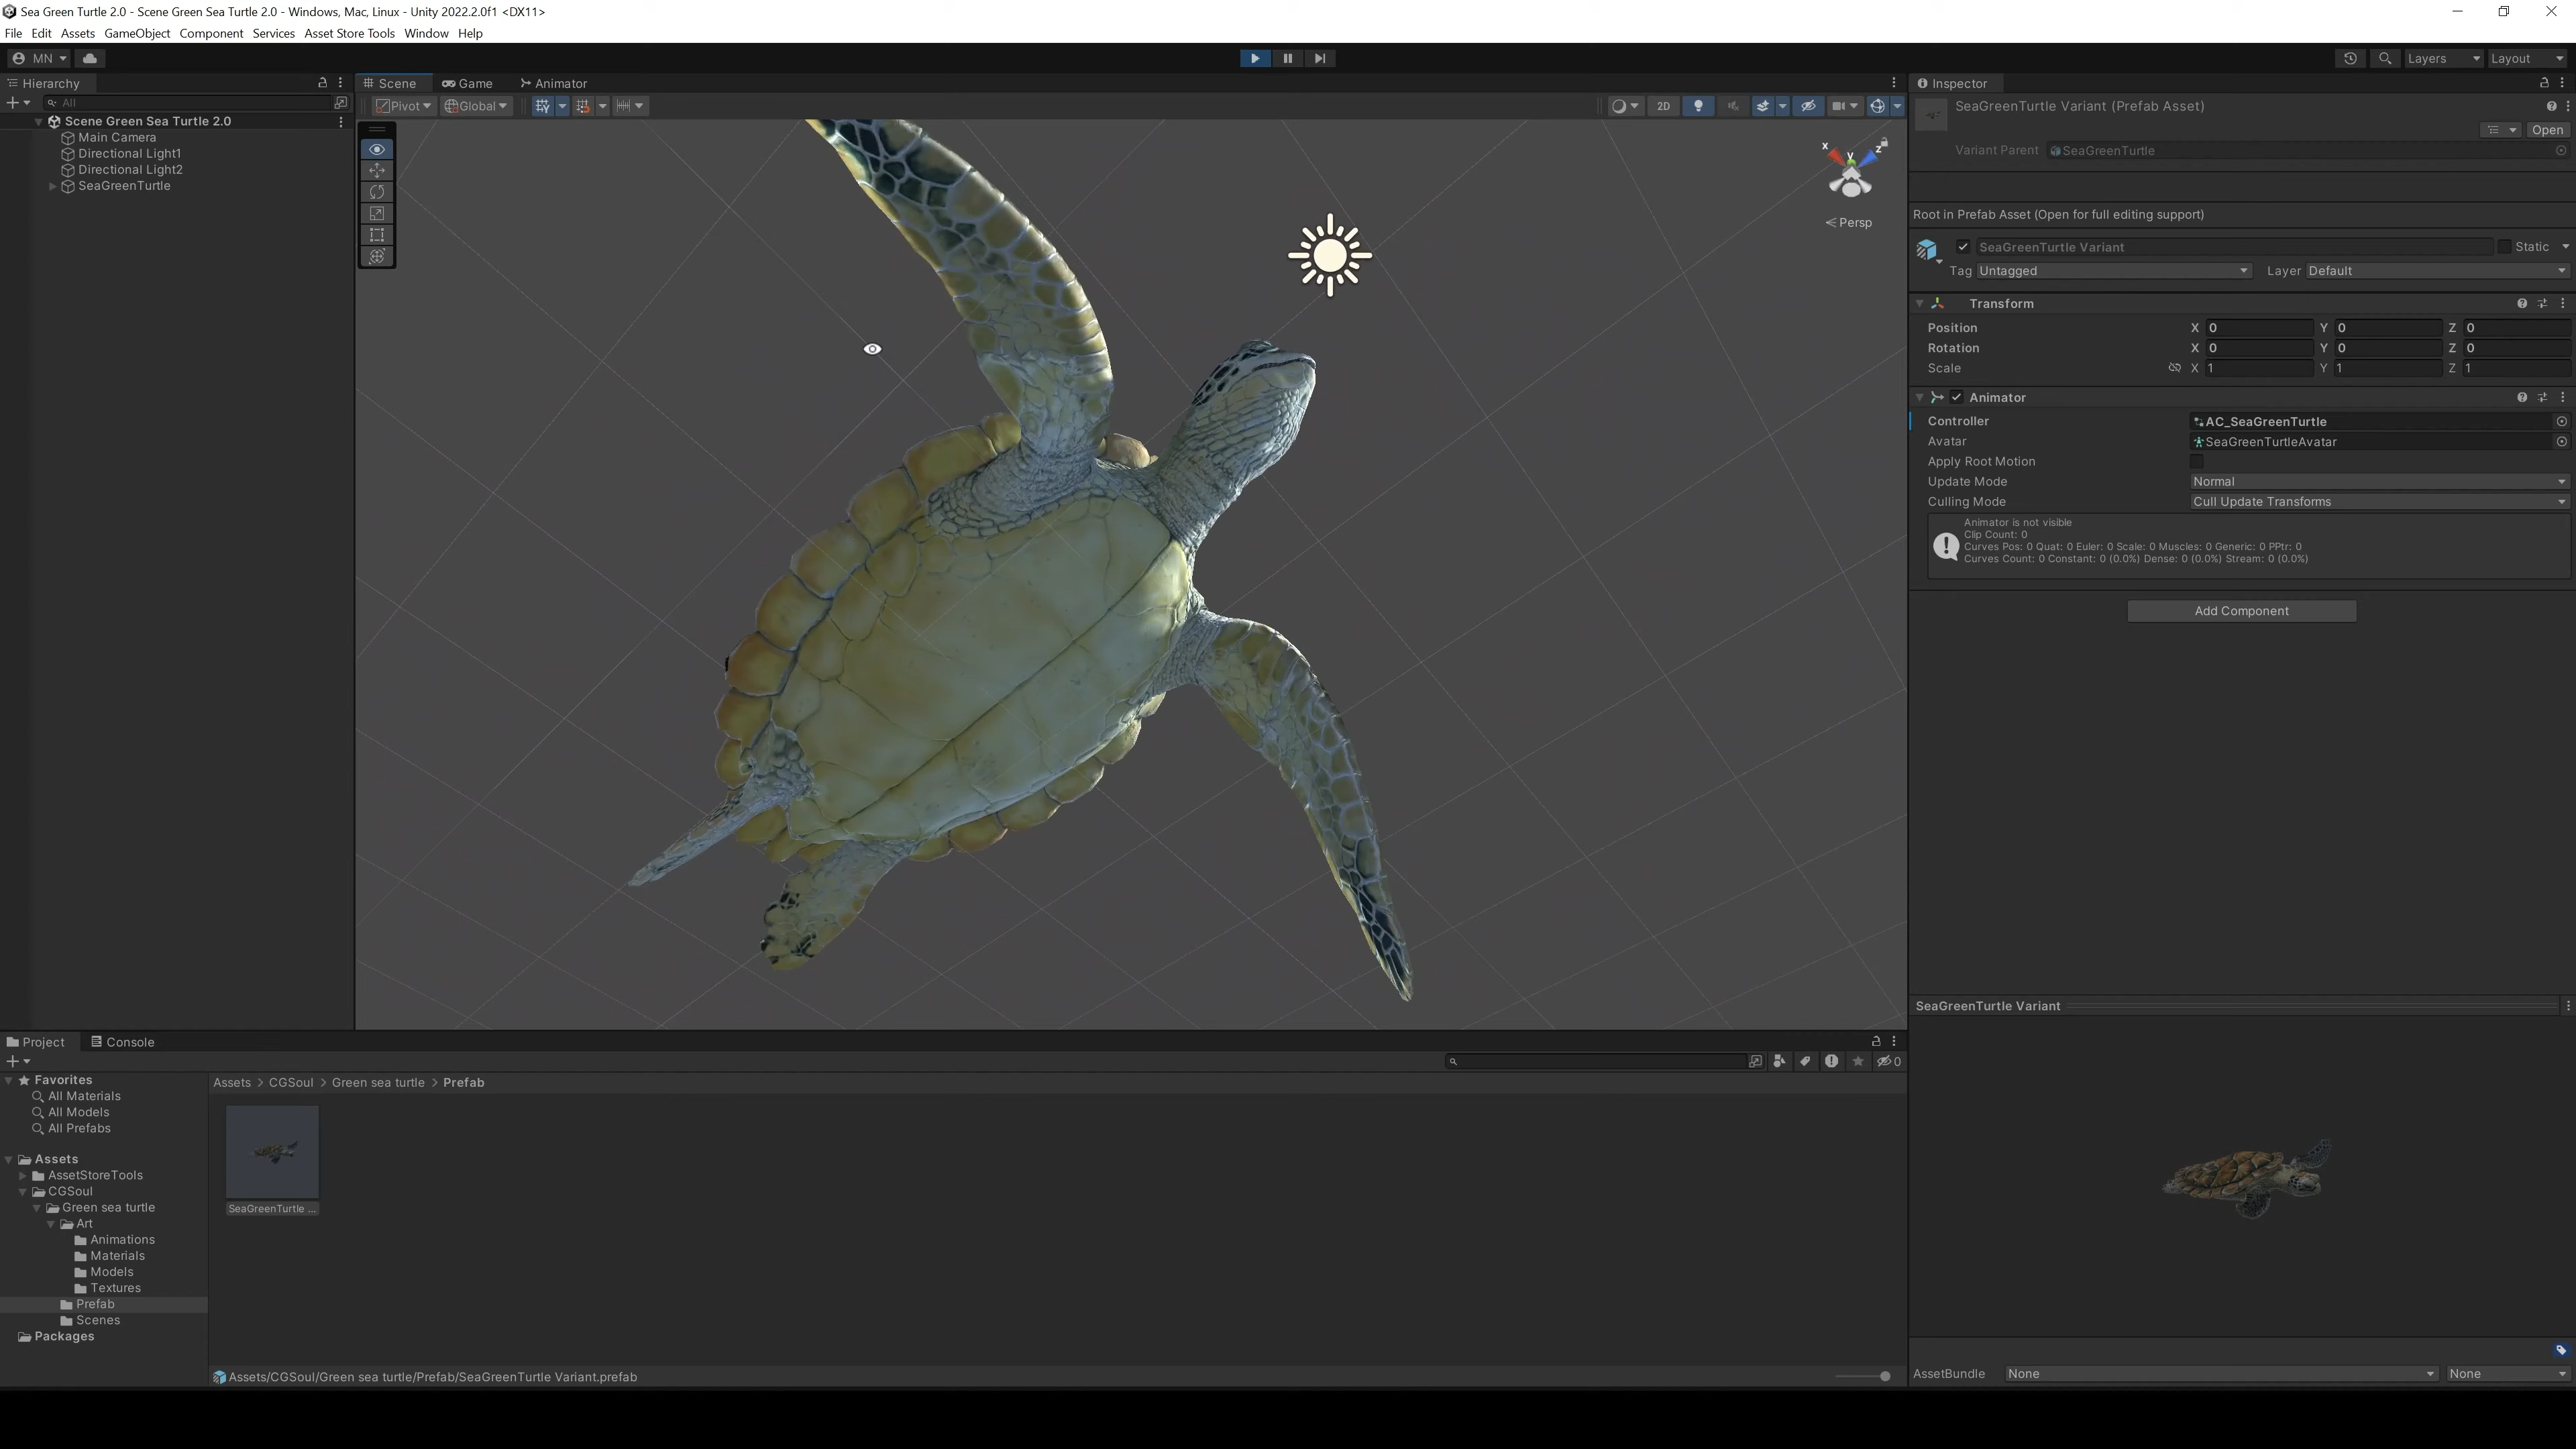 Sea Green Turtle 2.0 - Scene Green Sea Turtle 2.0 - Windows, Mac, Linux - Unity 2022.2.0f1 <DX11>
File Edit Assets GameObject Component Services Asset Store Tools Window Help
MN
Layers
Layout
Hierarchy
All
Scene Green Sea Turtle 2.0
Main Camera
Directional Light1
Directional Light2
SeaGreenTurtle
Scene
Game
Animator
Pivot
Global
2D
x
y
z
Persp
Inspector
SeaGreenTurtle Variant (Prefab Asset)
Open
Variant Parent SeaGreenTurtle
Root in Prefab Asset (Open for full editing support)
SeaGreenTurtle Variant Static
Tag Untagged Layer Default
Transform
Position X 0 Y 0 Z 0
Rotation X 0 Y 0 Z 0
Scale X 1 Y 1 Z 1
Animator
Controller AC_SeaGreenTurtle
Avatar SeaGreenTurtleAvatar
Apply Root Motion
Update Mode Normal
Culling Mode Cull Update Transforms
Animator is not visible
Clip Count: 0
Curves Pos: 0 Quat: 0 Euler: 0 Scale: 0 Muscles: 0 Generic: 0 PPtr: 0
Curves Count: 0 Constant: 0 (0.0%) Dense: 0 (0.0%) Stream: 0 (0.0%)
Add Component
SeaGreenTurtle Variant
AssetBundle None None
Project
Console
0
Favorites
All Materials
All Models
All Prefabs
Assets
AssetStoreTools
CGSoul
Green sea turtle
Art
Animations
Materials
Models
Textures
Prefab
Scenes
Packages
Assets > CGSoul > Green sea turtle > Prefab
SeaGreenTurtle ...
Assets/CGSoul/Green sea turtle/Prefab/SeaGreenTurtle Variant.prefab